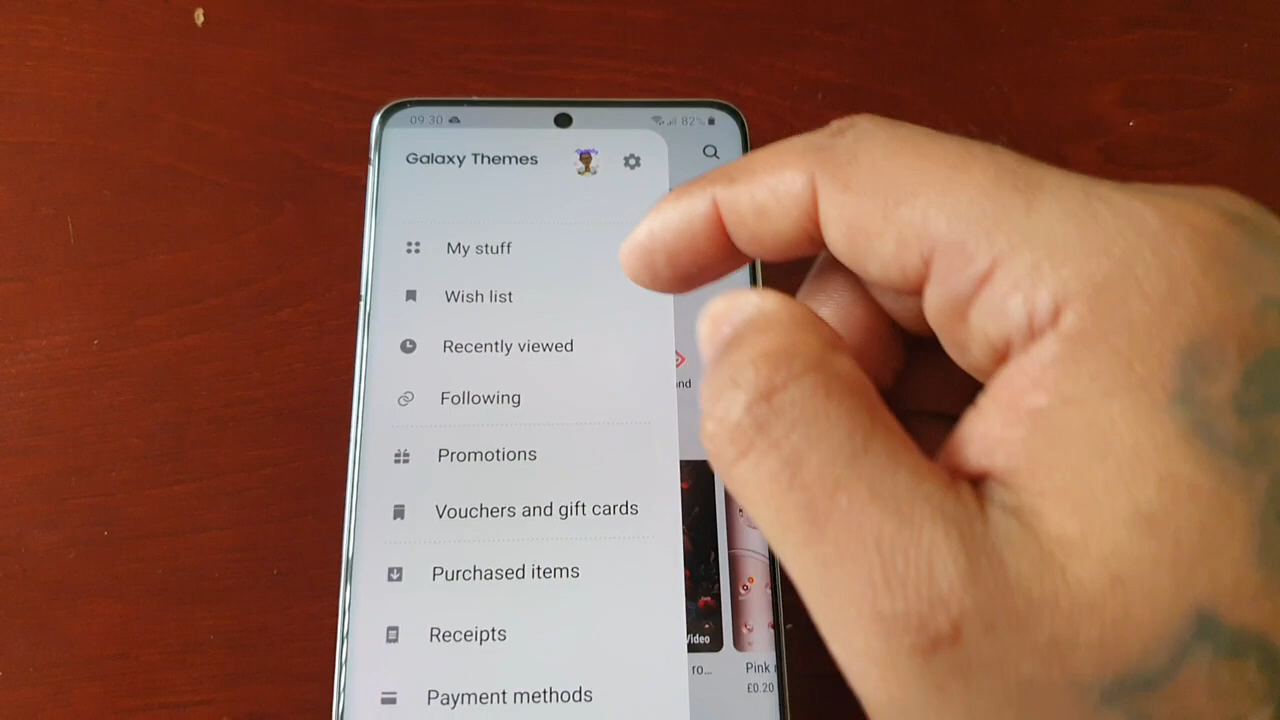 09:30
82%
Galaxy Themes
My stuff
Wish list
Recently viewed
Following
Promotions
Vouchers and gift cards
Purchased items
Receipts
Payment methods
and
Video
ro...
Pink
£0.20